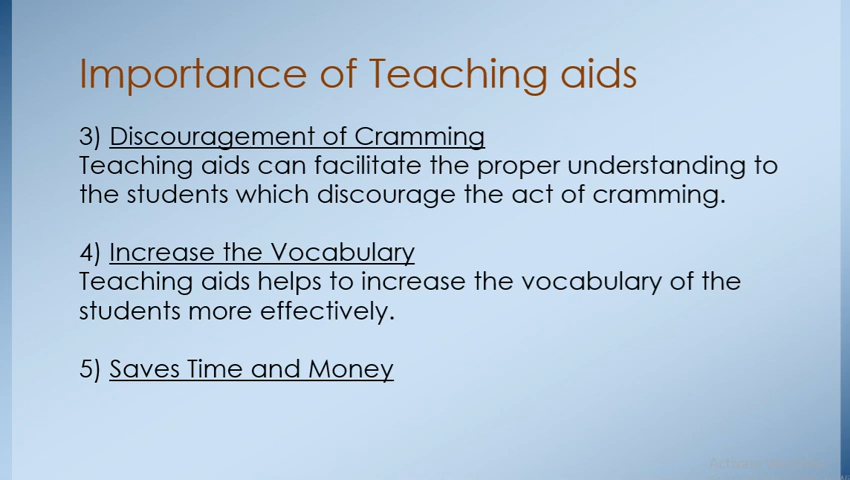 Importance of Teaching aids
3) Discouragement of Cramming
Teaching aids can facilitate the proper understanding to
the students which discourage the act of cramming.
4) Increase the Vocabulary
Teaching aids helps to increase the vocabulary of the
students more effectively.
5) Saves Time and Money